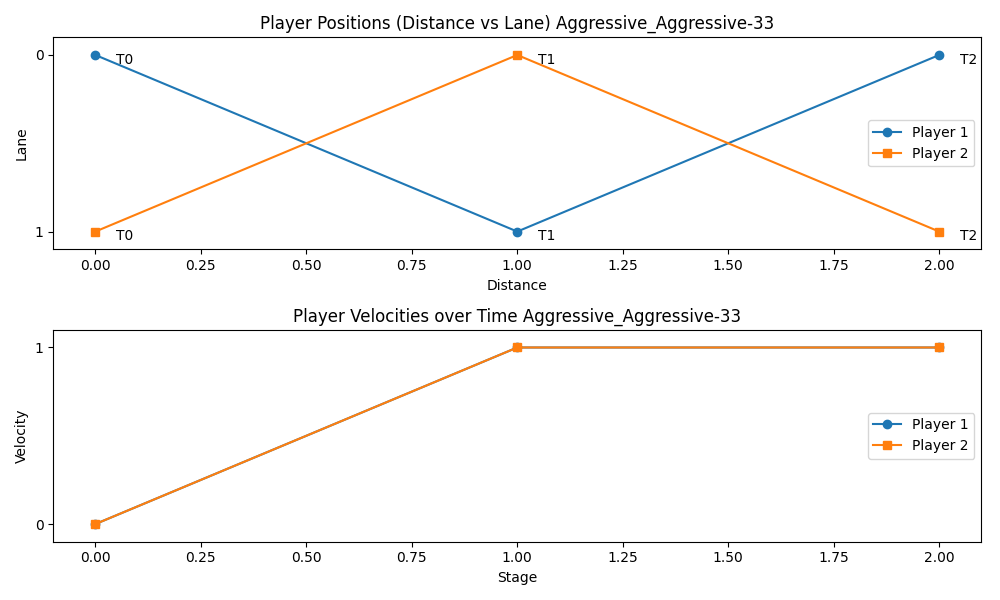 Player Positions (Distance vs Lane) Aggressive_Aggressive-33
0
T0
T1
T2
Lane
Player 1
Player 2
1
T0
T1
T2
0.00 0.25 0.50 0.75 1.00 1.25 1.50 1.75 2.00
Distance
Player Velocities over Time Aggressive_Aggressive-33
1
Velocity
Player 1
Player 2
0
0.00 0.25 0.50 0.75 1.00 1.25 1.50 1.75 2.00
Stage